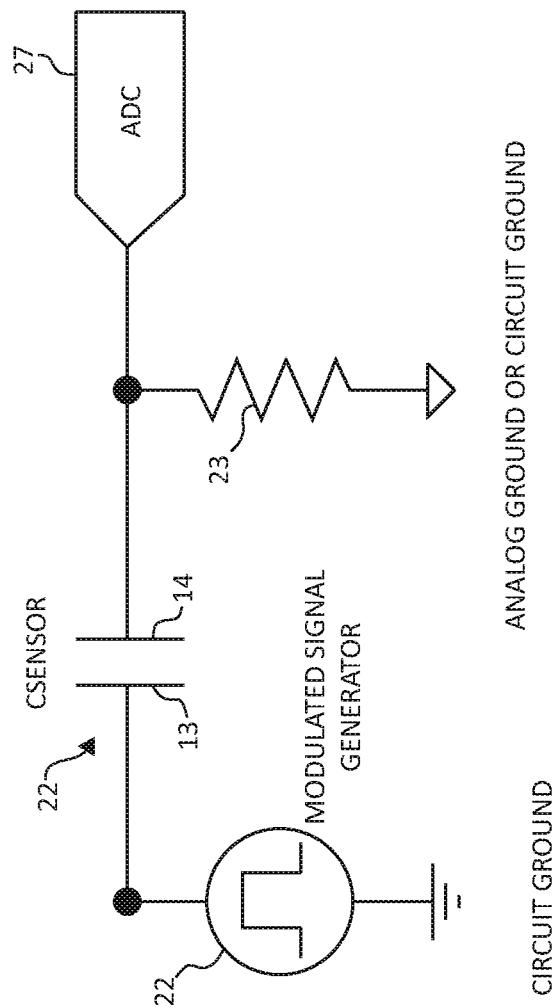 27
ADC
CSENSOR
14
13
22
23
MODULATED SIGNAL
GENERATOR
22
ANALOG GROUND OR CIRCUIT GROUND
CIRCUIT GROUND